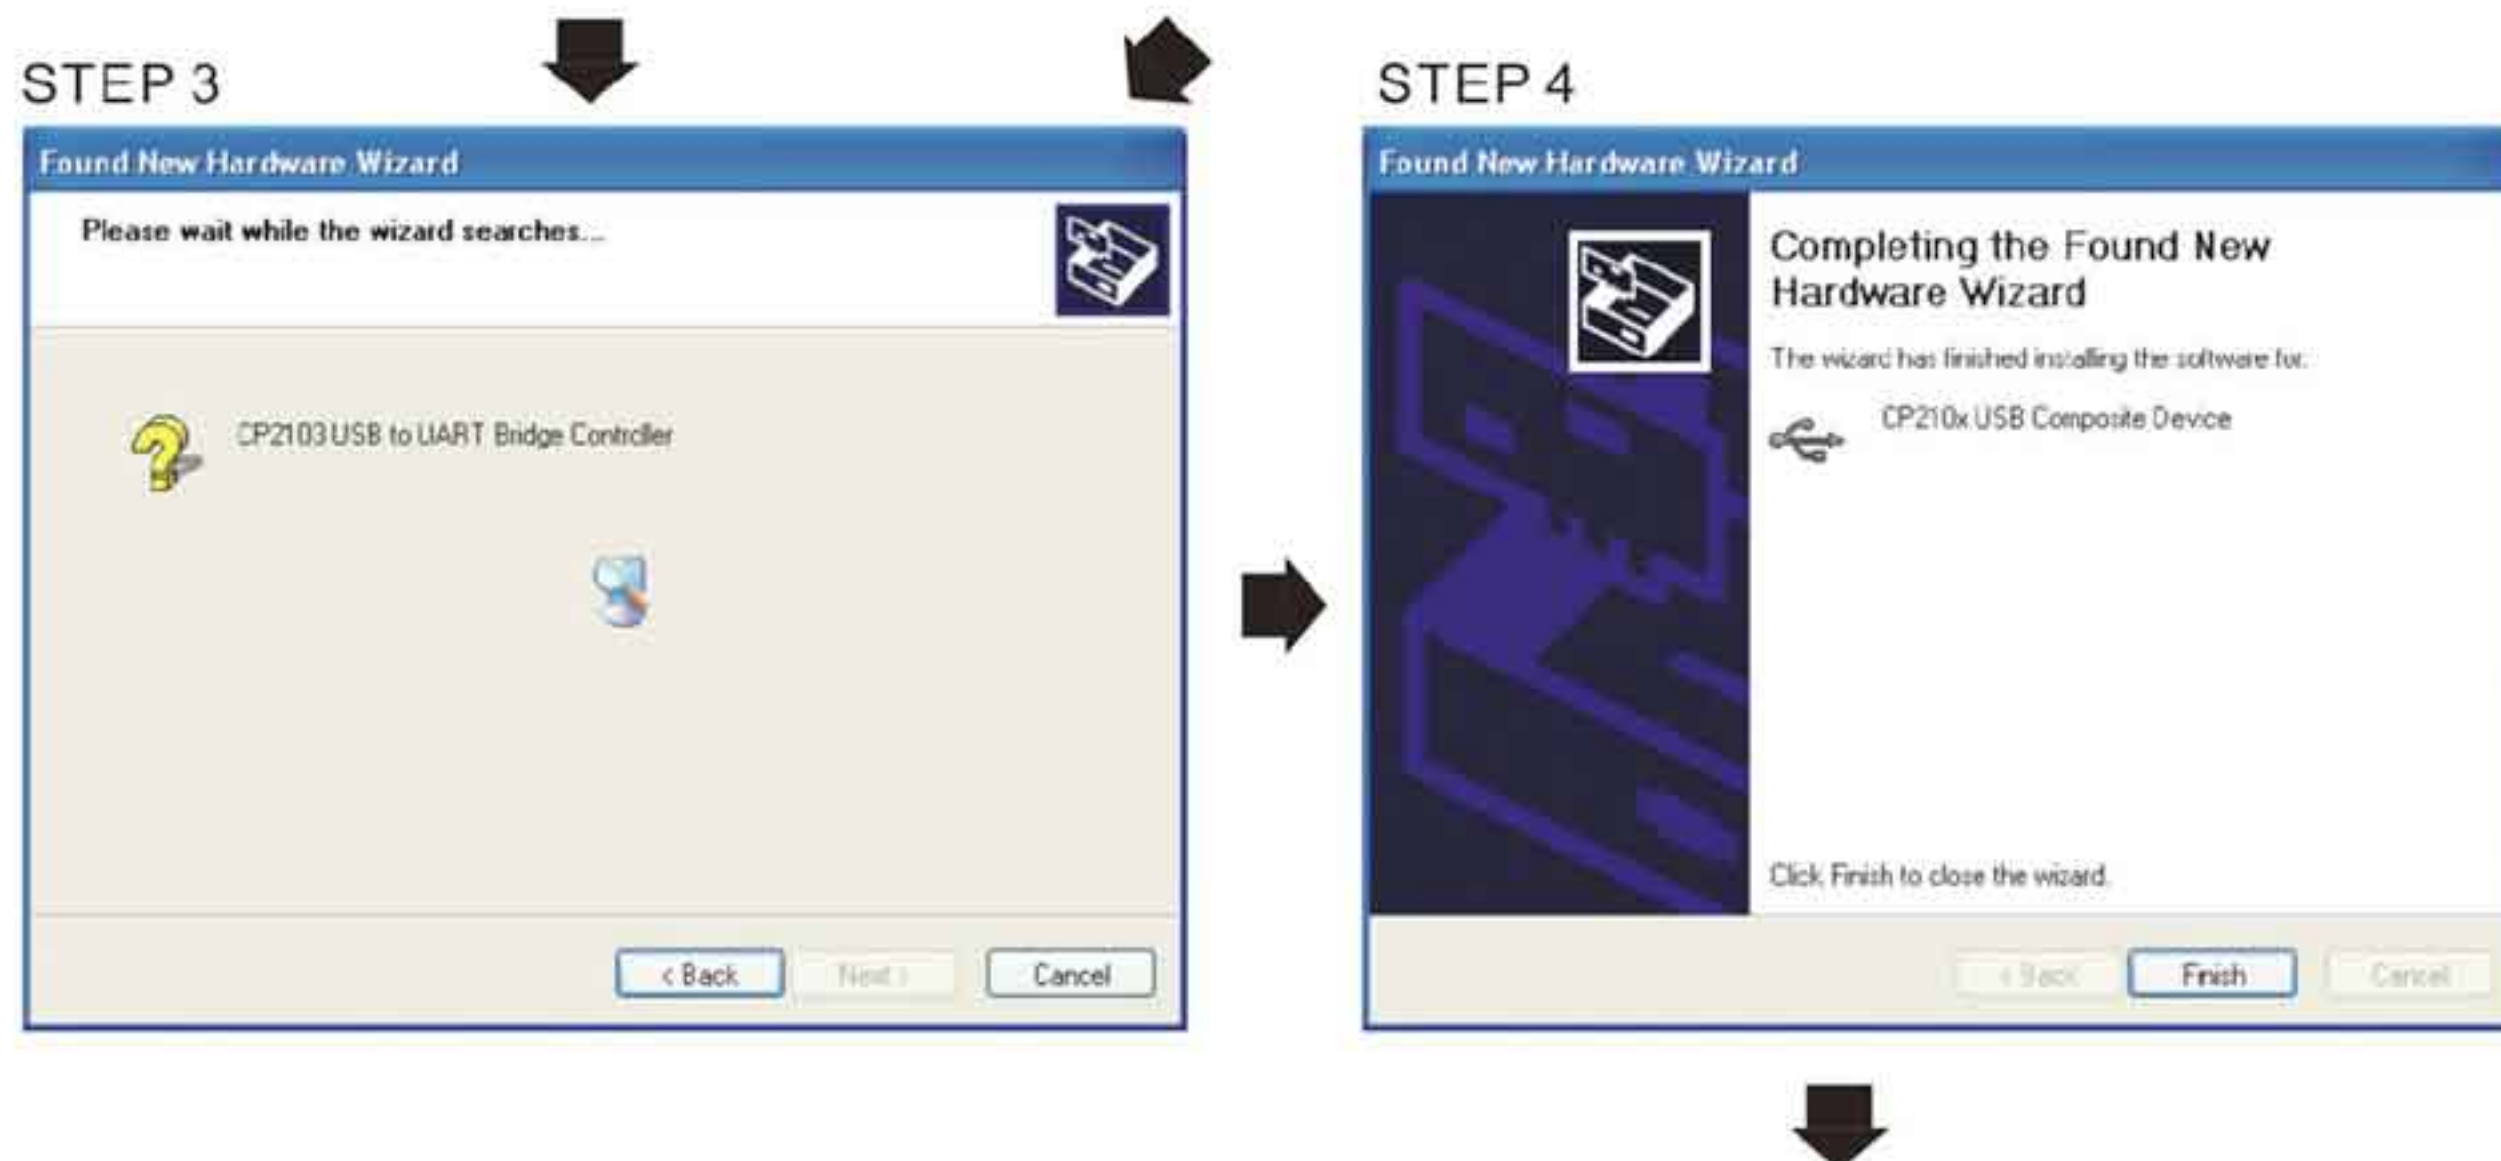 STEP 3
Found New Hardware Wizard
Please wait while the wizard searches...
CP2103 USB to UART Bridge Controller
< Back Next > Cancel
STEP 4
Found New Hardware Wizard
Completing the Found New
Hardware Wizard
The wizard has finished installing the software for:
CP210x USB Composite Device
Click Finish to close the wizard.
< Back Finish Cancel